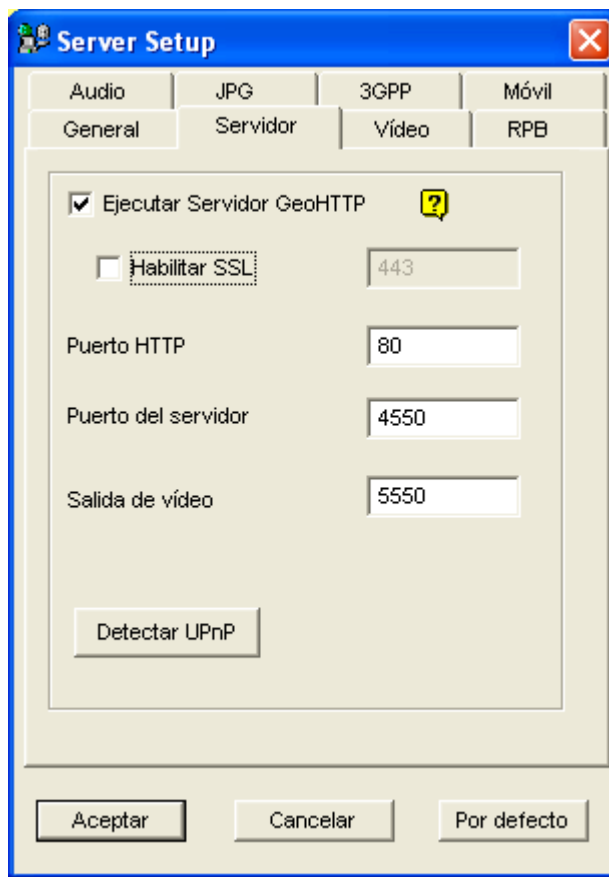 Server Setup
Audio JPG 3GPP Móvil
General Servidor Vídeo RPB
Ejecutar Servidor GeoHTTP ?
Habilitar SSL 443
Puerto HTTP 80
Puerto del servidor 4550
Salida de vídeo 5550
Detectar UPnP
Aceptar Cancelar Por defecto